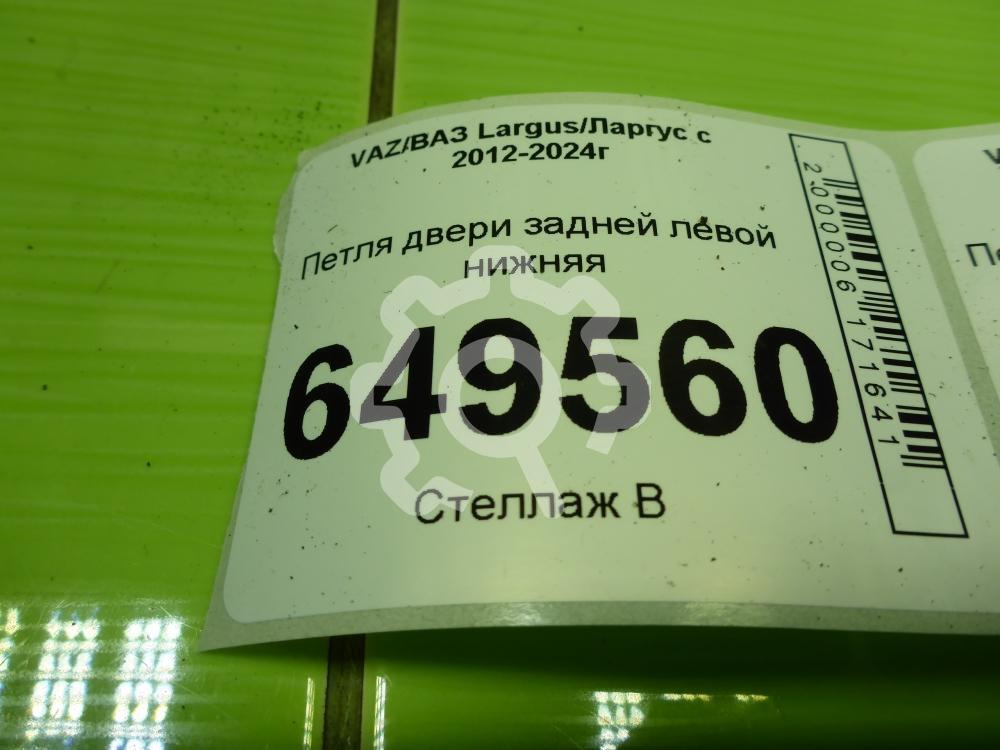 VAZ/ВАЗ Largus/Ларгус с
2012-2024г
Петля двери задней левой
нижняя
649560
Стеллаж В
2000006171641